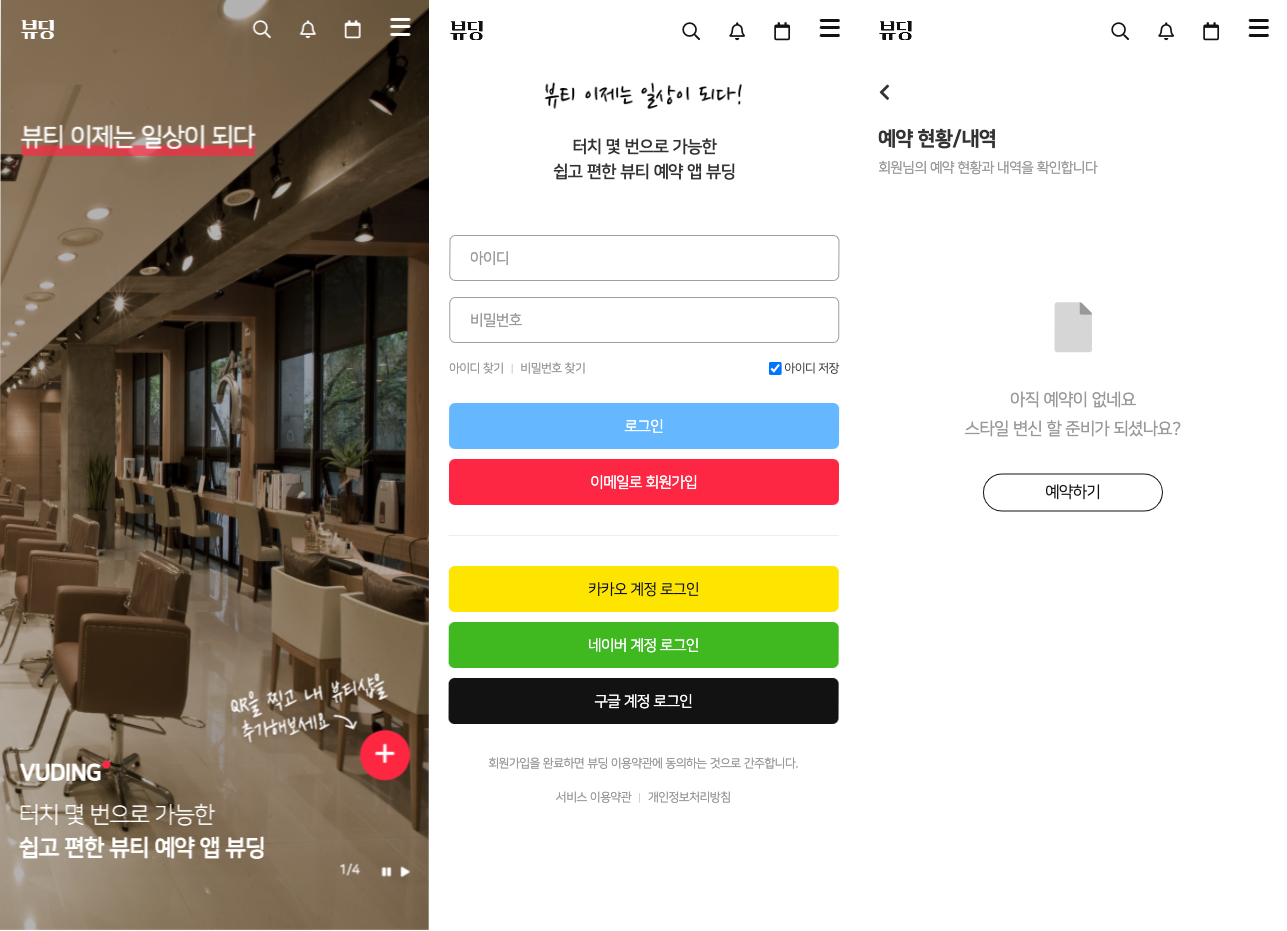 뷰딩
뷰티 이제는 일상이 되다
QR을 찍고 내 뷰티샵을
추가해보세요
VUDING
터치 몇 번으로 가능한
쉽고 편한 뷰티 예약 앱 뷰딩
1/4
뷰딩
뷰티 이제는 일상이 되다!
터치 몇 번으로 가능한
쉽고 편한 뷰티 예약 앱 뷰딩
아이디
비밀번호
아이디 찾기 | 비밀번호 찾기
아이디 저장
로그인
이메일로 회원가입
카카오 계정 로그인
네이버 계정 로그인
구글 계정 로그인
회원가입을 완료하면 뷰딩 이용약관에 동의하는 것으로 간주합니다.
서비스 이용약관 | 개인정보처리방침
뷰딩
예약 현황/내역
회원님의 예약 현황과 내역을 확인합니다
아직 예약이 없네요
스타일 변신 할 준비가 되셨나요?
예약하기